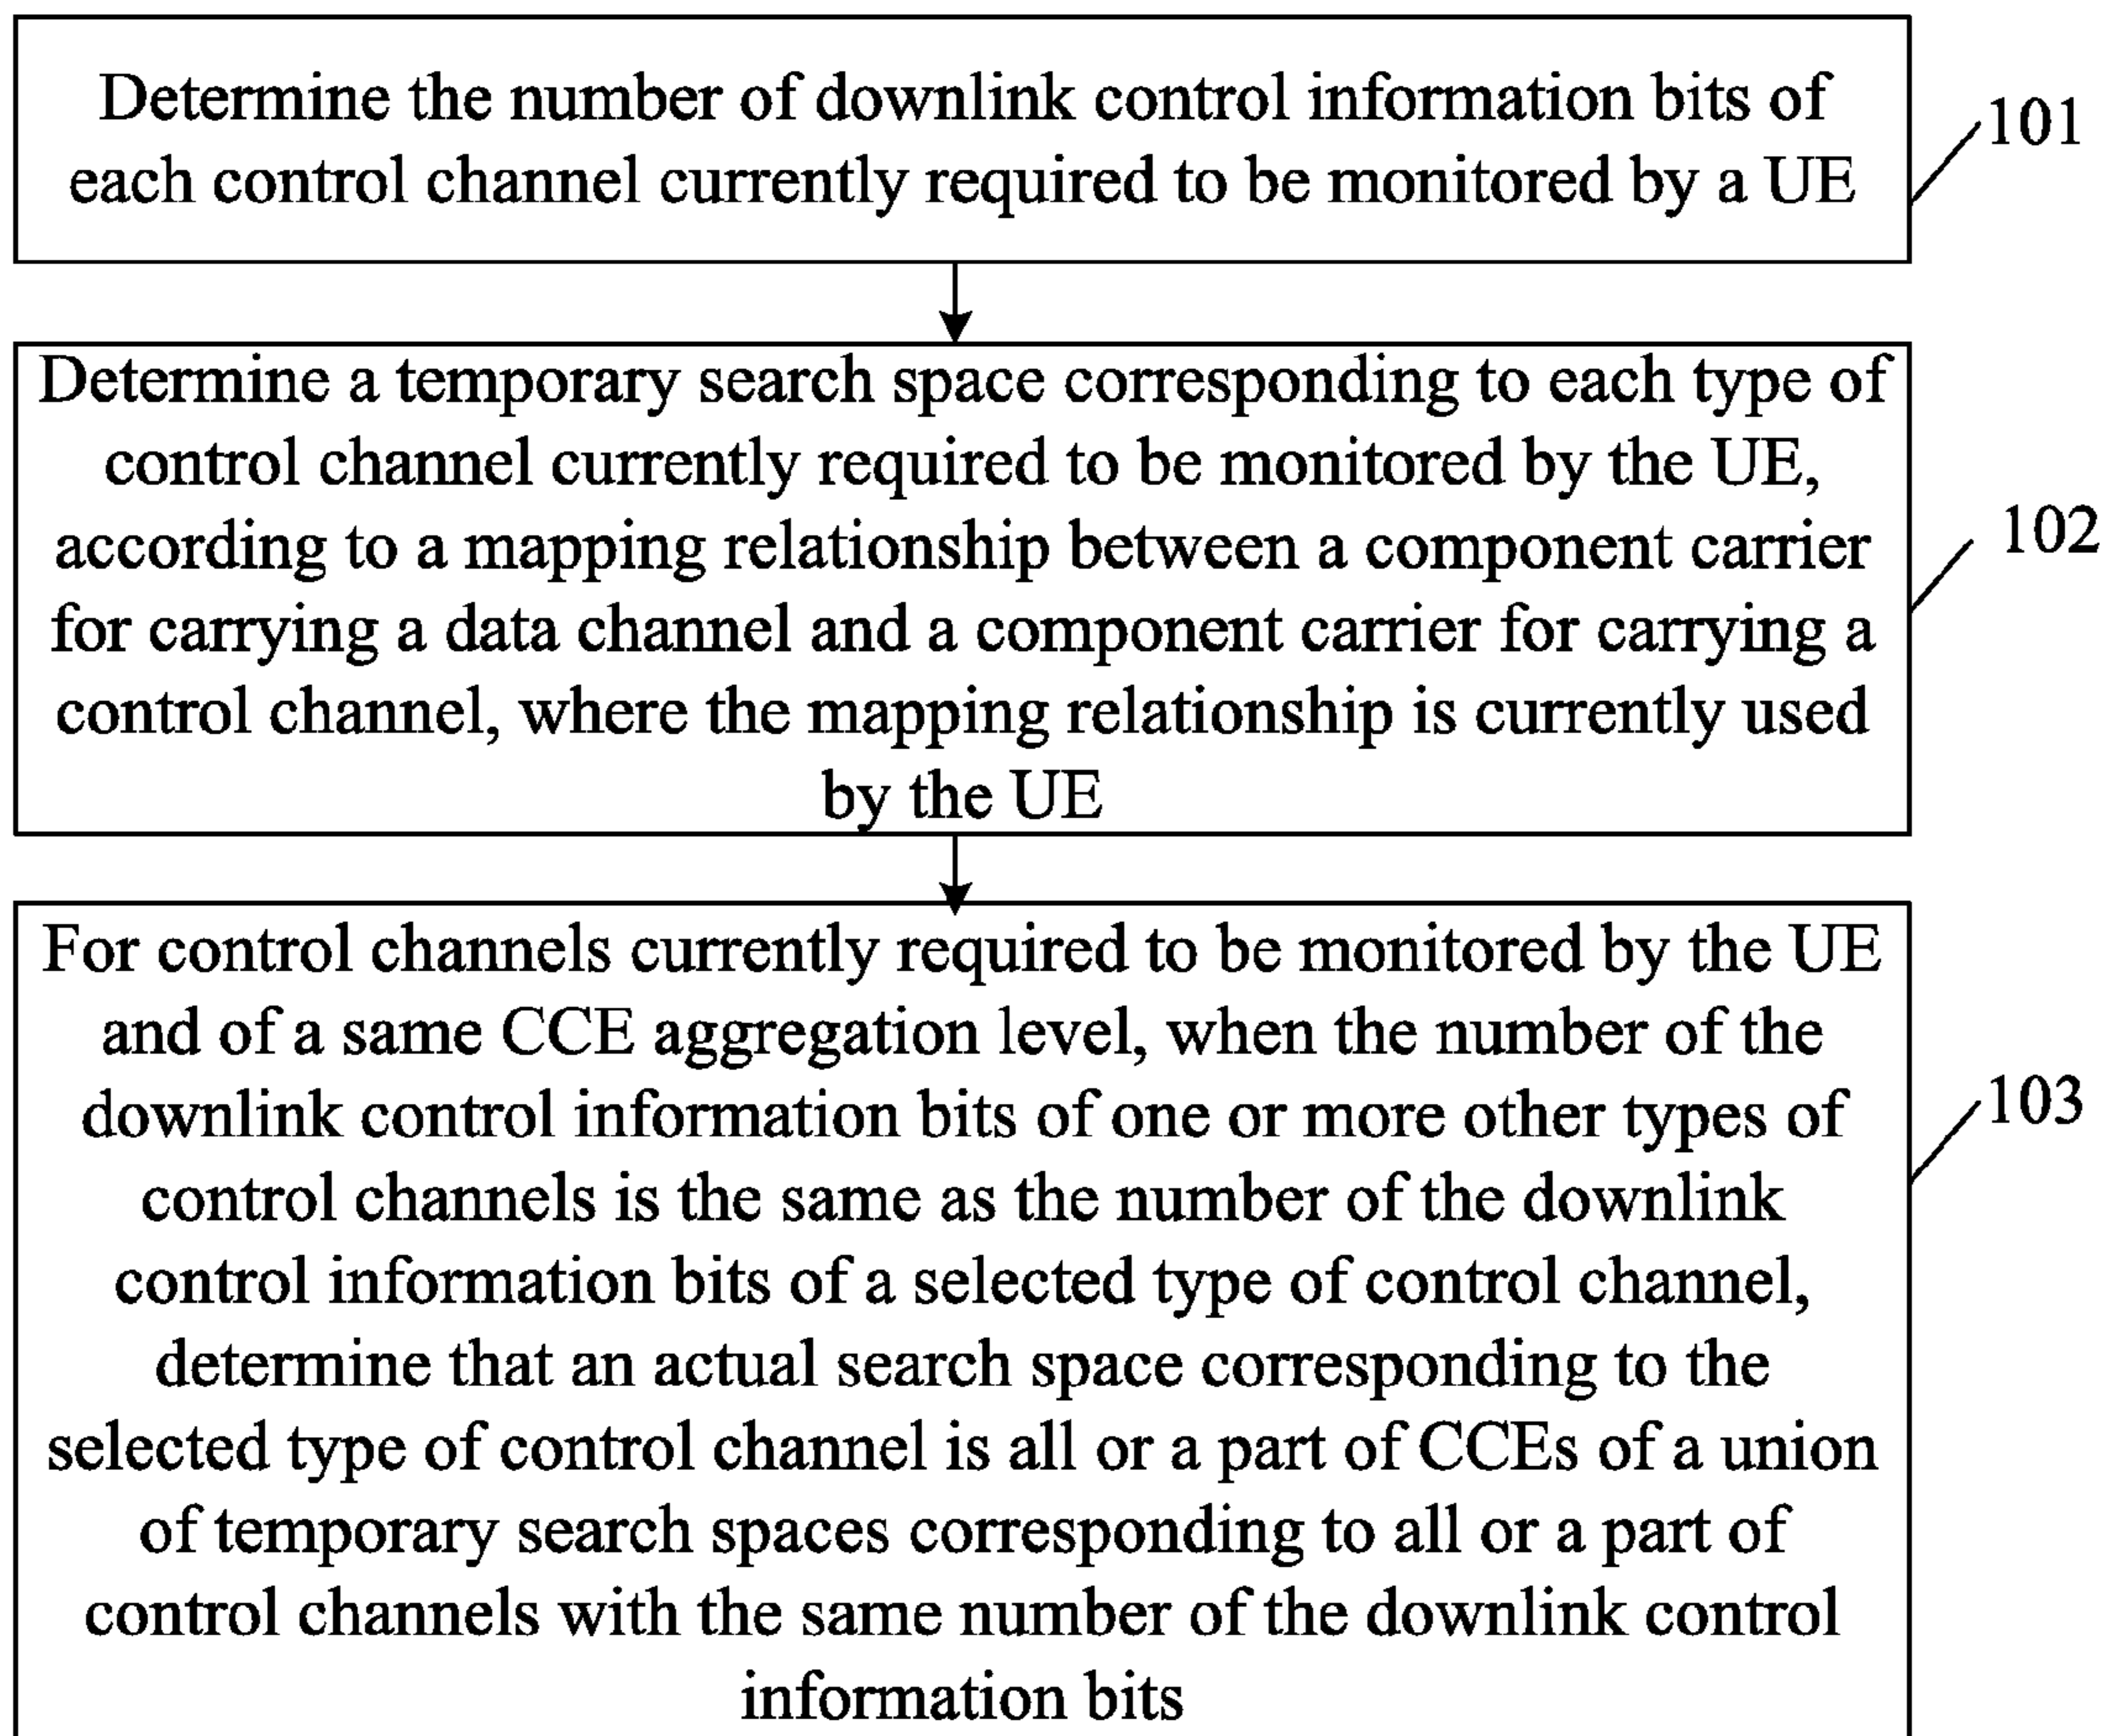 Determine the number of downlink control information bits of
each control channel currently required to be monitored by a UE
101
Determine a temporary search space corresponding to each type of
control channel currently required to be monitored by the UE,
according to a mapping relationship between a component carrier
for carrying a data channel and a component carrier for carrying a
control channel, where the mapping relationship is currently used
by the UE
102
For control channels currently required to be monitored by the UE
and of a same CCE aggregation level, when the number of the
downlink control information bits of one or more other types of
control channels is the same as the number of the downlink
control information bits of a selected type of control channel,
determine that an actual search space corresponding to the
selected type of control channel is all or a part of CCEs of a union
of temporary search spaces corresponding to all or a part of
control channels with the same number of the downlink control
information bits
103